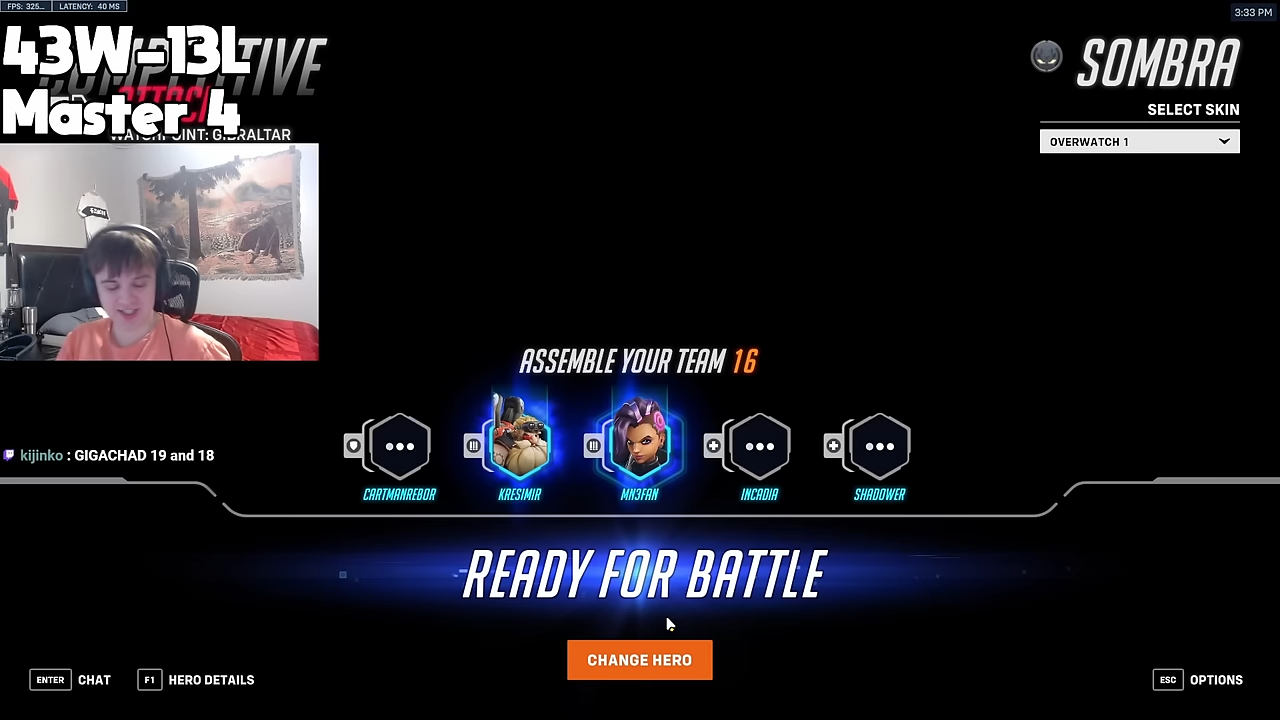 FPS: 325... LATENCY: 40 MS
3:33 PM
43W-13L
COMPETITIVE
Master 4
ATTACK
WATCHPOINT: GIBRALTAR
SOMBRA
SELECT SKIN
OVERWATCH 1
ASSEMBLE YOUR TEAM 16
kijinko : GIGACHAD 19 and 18
CARTMANREBOR KRESIMIR MN3FAN INCADIA SHADOWER
READY FOR BATTLE
CHANGE HERO
ENTER CHAT F1 HERO DETAILS
ESC OPTIONS